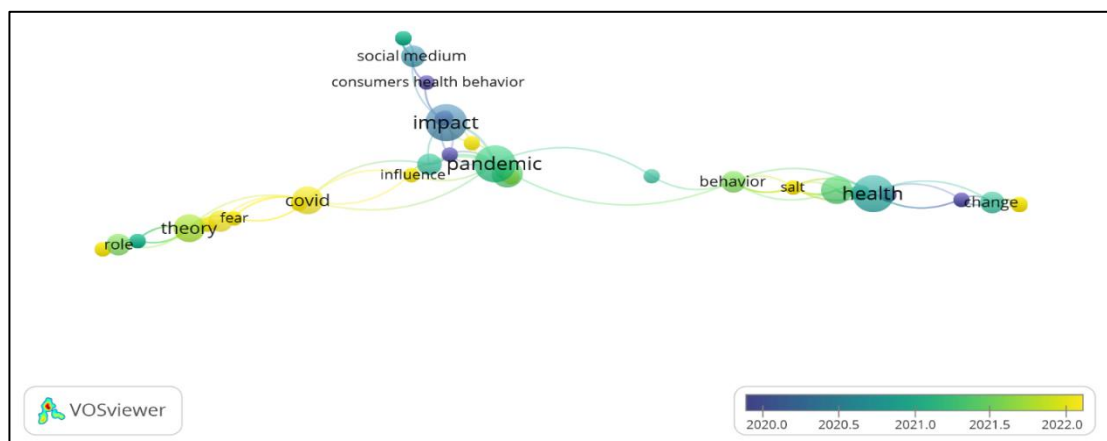 social medium
consumers health behavior
impact
pandemic
influence
behavior
salt
health
change
covid
fear
theory
role
VOSviewer
2020.0 2020.5 2021.0 2021.5 2022.0